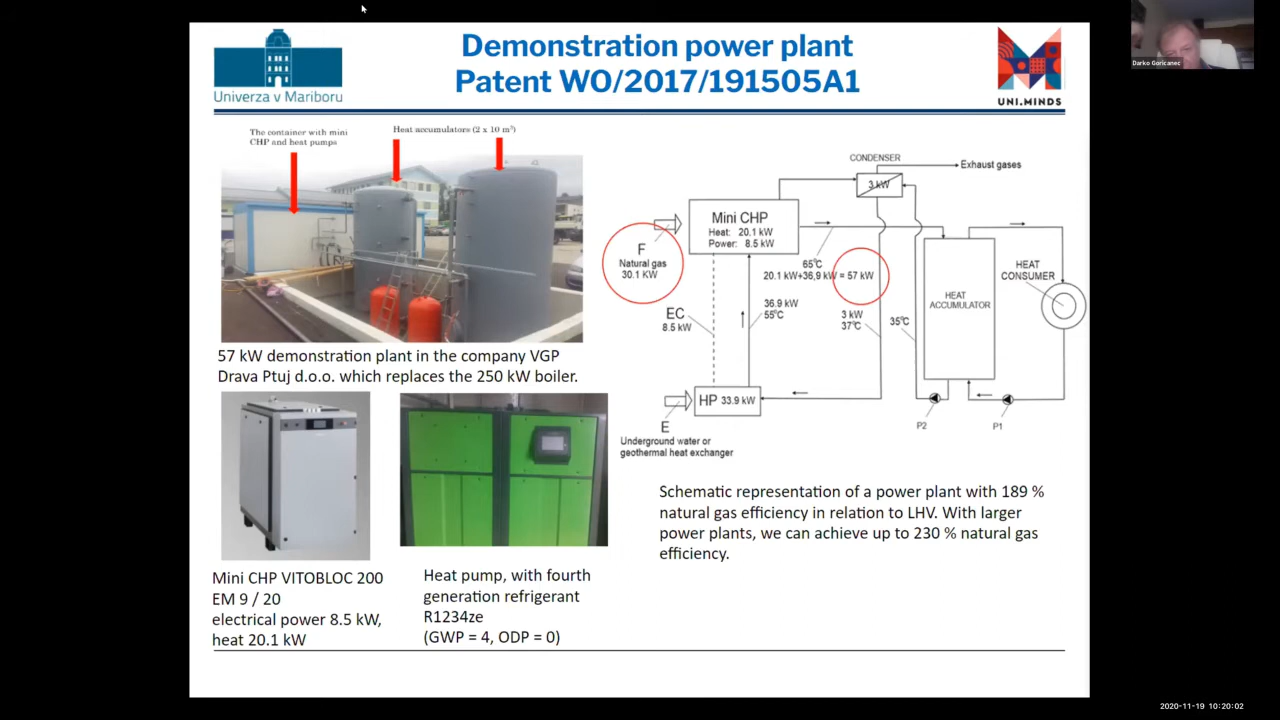 Demonstration power plant
Patent WO/2017/191505A1
Univerza v Mariboru
UNI.MINDS
Darko Goricanec
The container with mini
CHP and heat pumps
Heat accumulators (2 x 10 m³)
57 kW demonstration plant in the company VGP
Drava Ptuj d.o.o. which replaces the 250 kW boiler.
Mini CHP VITOBLOC 200
EM 9 / 20
electrical power 8.5 kW,
heat 20.1 kW
Heat pump, with fourth
generation refrigerant
R1234ze
(GWP = 4, ODP = 0)
CONDENSER
Exhaust gases
3 kW
Mini CHP
Heat: 20.1 kW
Power: 8.5 kW
F
Natural gas
30.1 KW
65℃
20.1 kW+36,9 kW = 57 kW
HEAT
CONSUMER
HEAT
ACCUMULATOR
36.9 kW
55℃
EC
8.5 kW
3 kW
37℃
35℃
HP 33.9 kW
E
Underground water or
geothermal heat exchanger
P2
P1
Schematic representation of a power plant with 189 %
natural gas efficiency in relation to LHV. With larger
power plants, we can achieve up to 230 % natural gas
efficiency.
2020-11-19 10:20:02